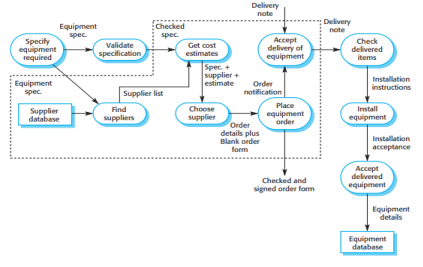 Delivery
note
Equipment
spec.
Checked
spec.
Delivery
note
Specify
equipment
required
Validate
specification
Get cost
estimates
Accept
delivery of
equipment
Check
delivered
items
Equipment
spec.
Supplier list
Spec. +
supplier +
estimate
Order
notification
Installation
instructions
Supplier
database
Find
suppliers
Choose
supplier
Order
details plus
Blank order
form
Place
equipment
order
Install
equipment
Installation
acceptance
Checked and
signed order form
Accept
delivered
equipment
Equipment
details
Equipment
database